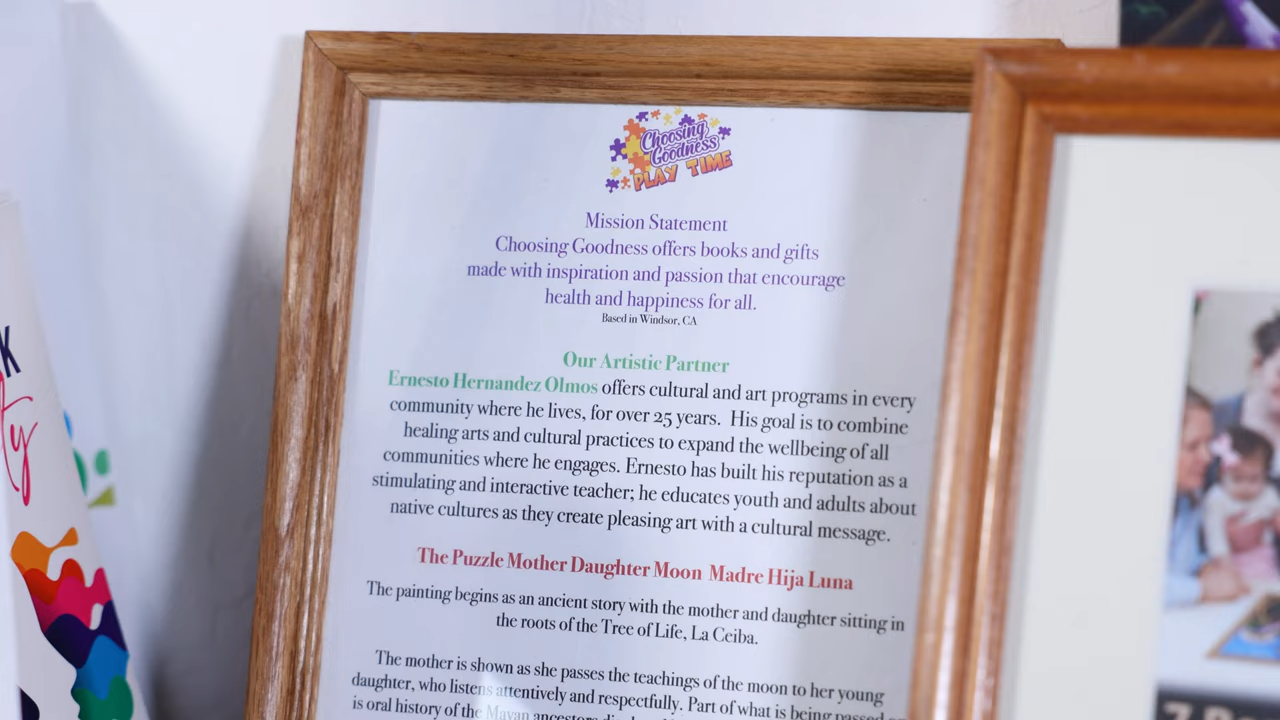 Choosing
Goodness
PLAY TIME
Mission Statement
Choosing Goodness offers books and gifts
made with inspiration and passion that encourage
health and happiness for all.
Based in Windsor, CA
Our Artistic Partner
Ernesto Hernandez Olmos offers cultural and art programs in every
community where he lives, for over 25 years. His goal is to combine
healing arts and cultural practices to expand the wellbeing of all
communities where he engages. Ernesto has built his reputation as a
stimulating and interactive teacher; he educates youth and adults about
native cultures as they create pleasing art with a cultural message.
The Puzzle Mother Daughter Moon Madre Hija Luna
The painting begins as an ancient story with the mother and daughter sitting in
the roots of the Tree of Life, La Ceiba.
The mother is shown as she passes the teachings of the moon to her young
daughter, who listens attentively and respectfully. Part of what is being passed
is oral history of the Mayan ancestors
K
ty